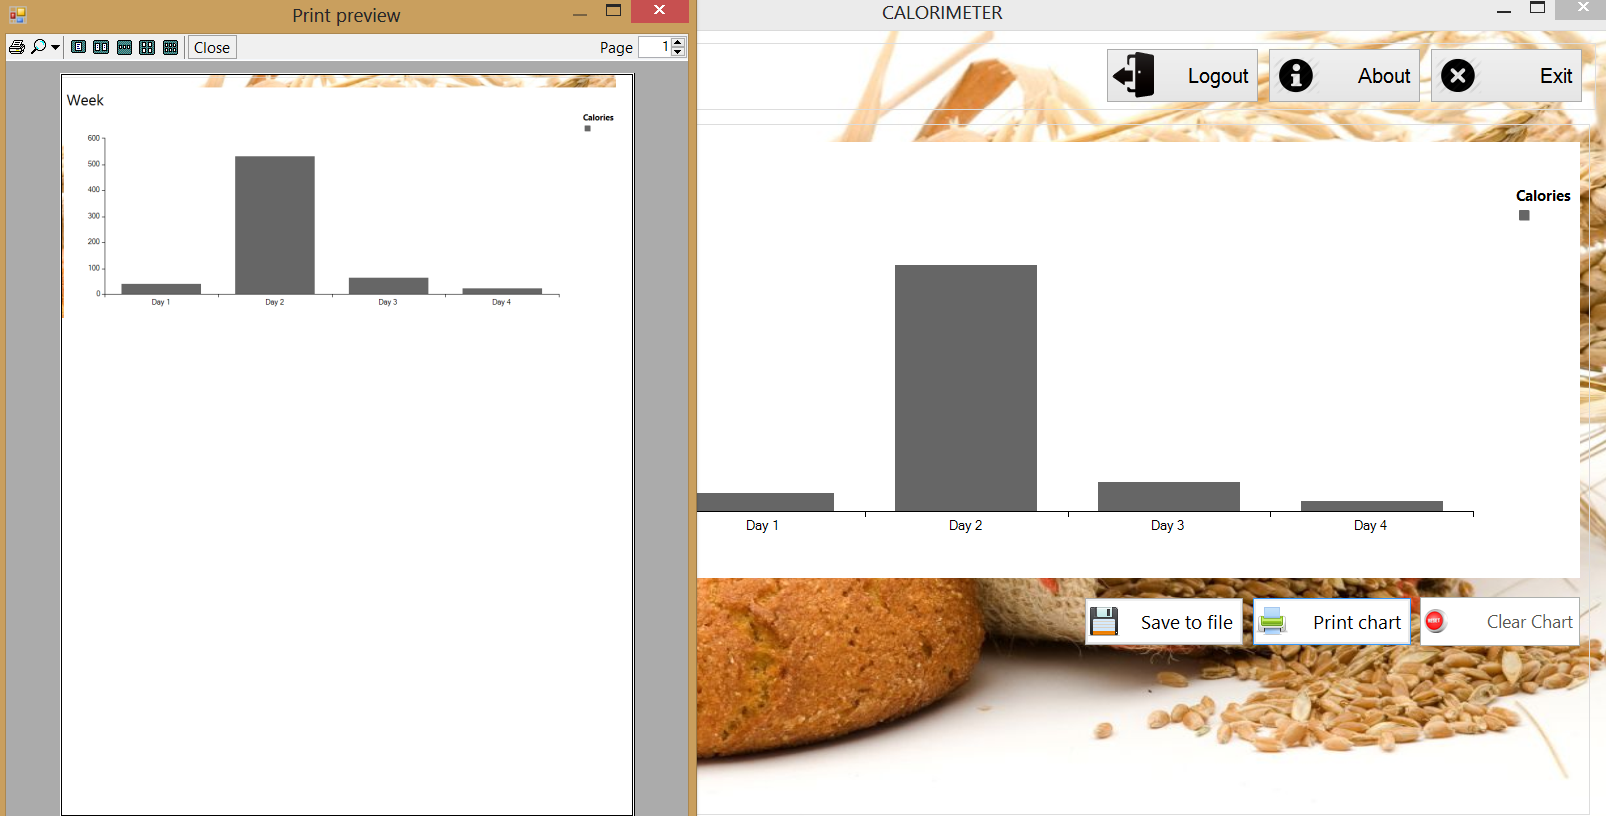 Print preview
Close
Page 1
Week
Calories
600
500
400
300
200
100
0
Day 1 Day 2 Day 3 Day 4
CALORIMETER
Logout About Exit
Calories
Day 1 Day 2 Day 3 Day 4
Save to file Print chart Clear Chart